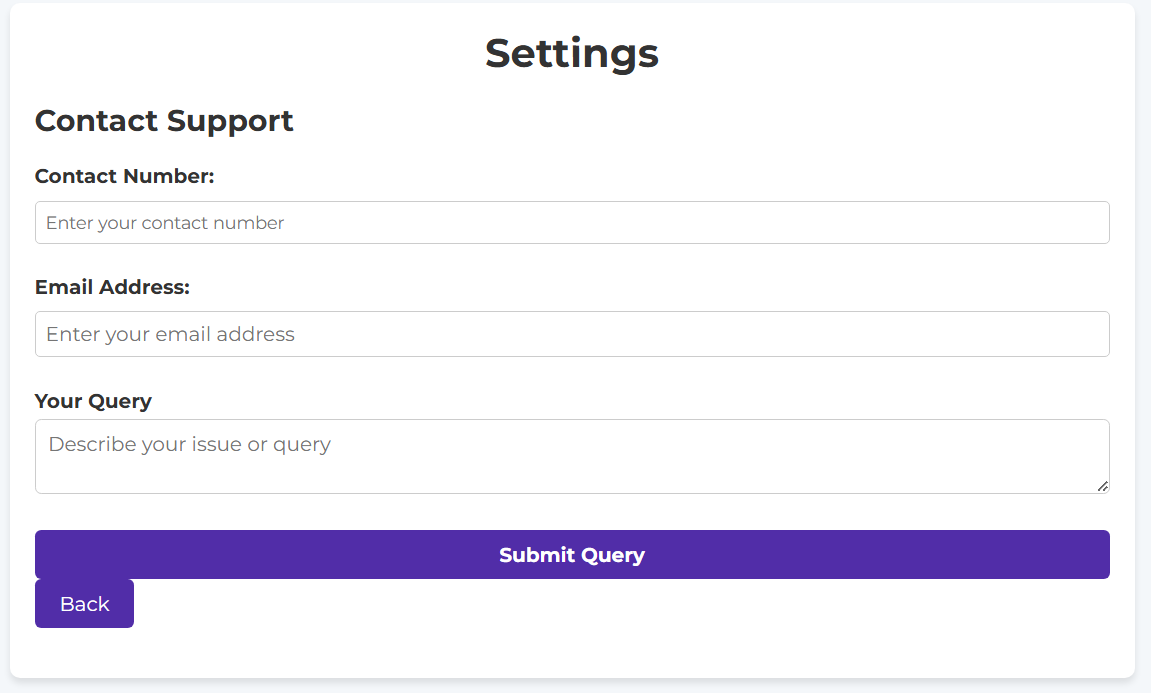 Settings
Contact Support
Contact Number:
Enter your contact number
Email Address:
Enter your email address
Your Query
Describe your issue or query
Submit Query
Back